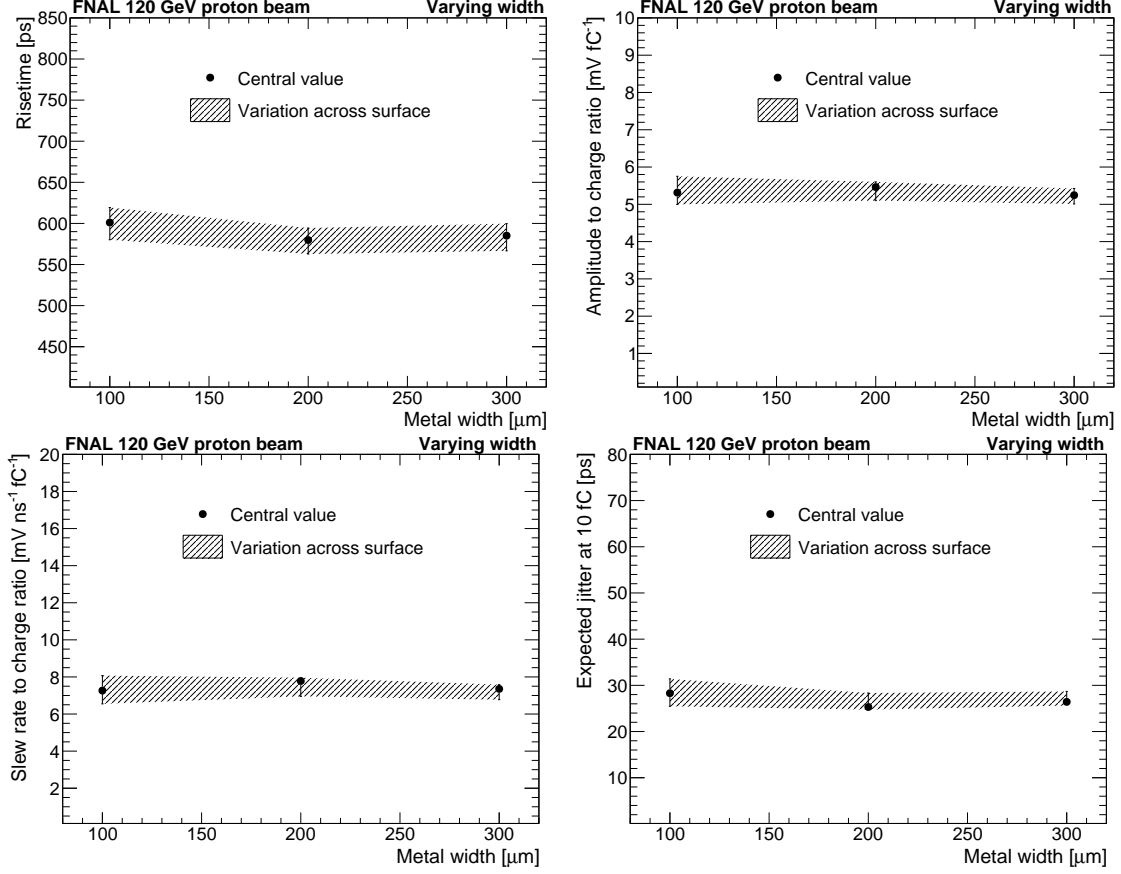 FNAL 120 GeV proton beam Varying width
Risetime [ps]
850
800
750
700
650
600
550
500
450
Central value
Variation across surface
100 150 200 250 300
Metal width [μm]
FNAL 120 GeV proton beam Varying width
Amplitude to charge ratio [mV fC⁻¹]
10
9
8
7
6
5
4
3
2
1
Central value
Variation across surface
100 150 200 250 300
Metal width [μm]
FNAL 120 GeV proton beam Varying width
Slew rate to charge ratio [mV ns⁻¹ fC⁻¹]
20
18
16
14
12
10
8
6
4
2
Central value
Variation across surface
100 150 200 250 300
Metal width [μm]
FNAL 120 GeV proton beam Varying width
Expected jitter at 10 fC [ps]
80
70
60
50
40
30
20
10
Central value
Variation across surface
100 150 200 250 300
Metal width [μm]